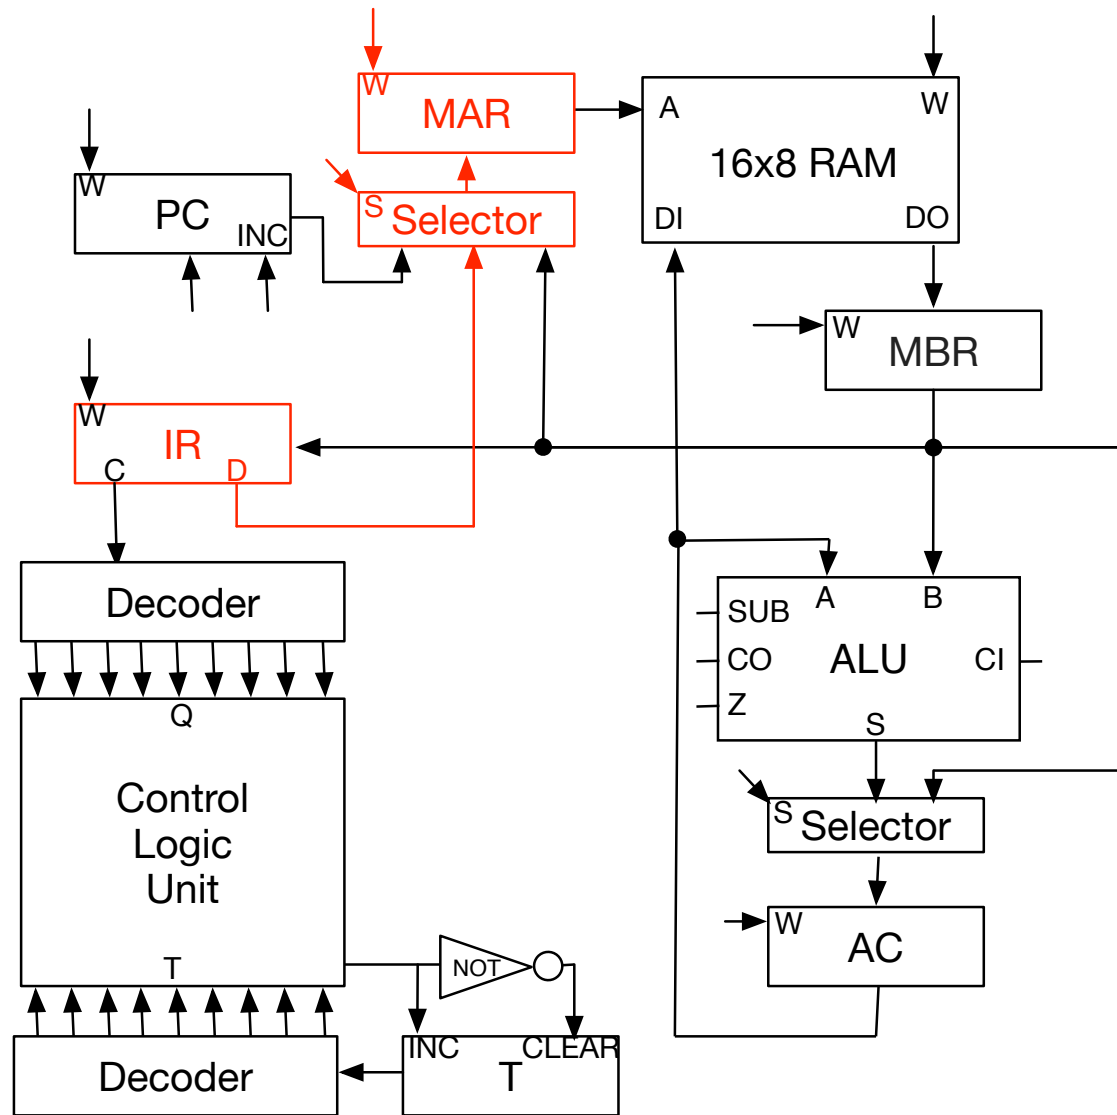 W
MAR
W
A
16x8 RAM
W
PC
INC
S
Selector
DI
DO
W
MBR
W
IR
C
D
Decoder
A
B
SUB
CO
ALU
CI
Z
S
Q
Control
Logic
Unit
T
S
Selector
W
AC
NOT
INC
CLEAR
T
Decoder
W